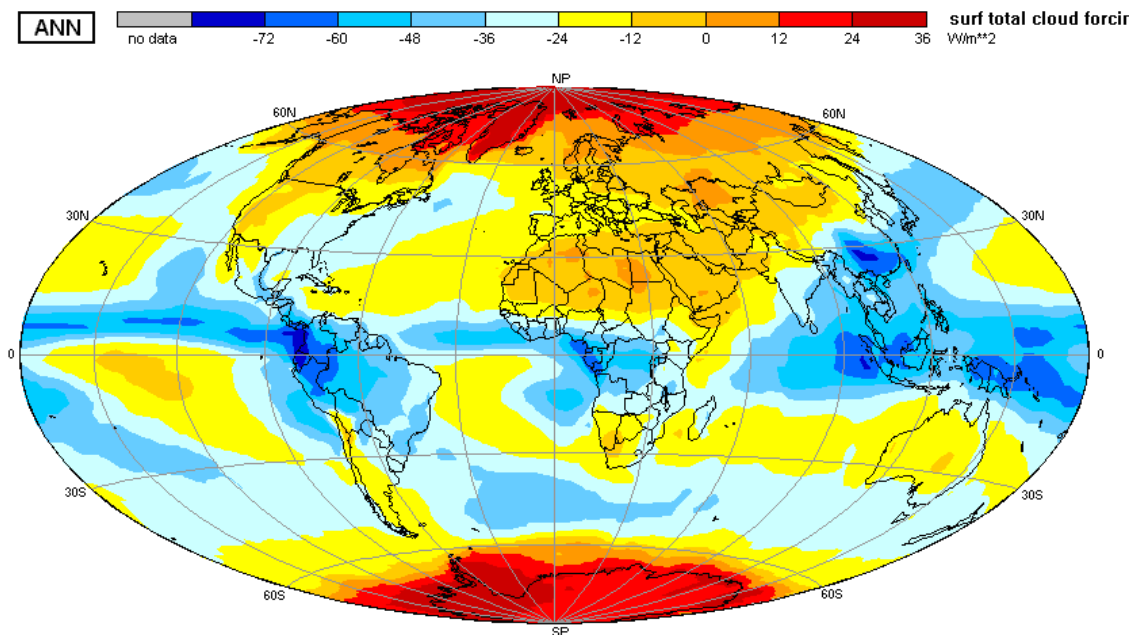 ANN
surf total cloud forcir
no data -72 -60 -48 -36 -24 -12 0 12 24 36 W/m**2
NP
60N 60N
30N 30N
0 0
30S 30S
60S 60S
SP